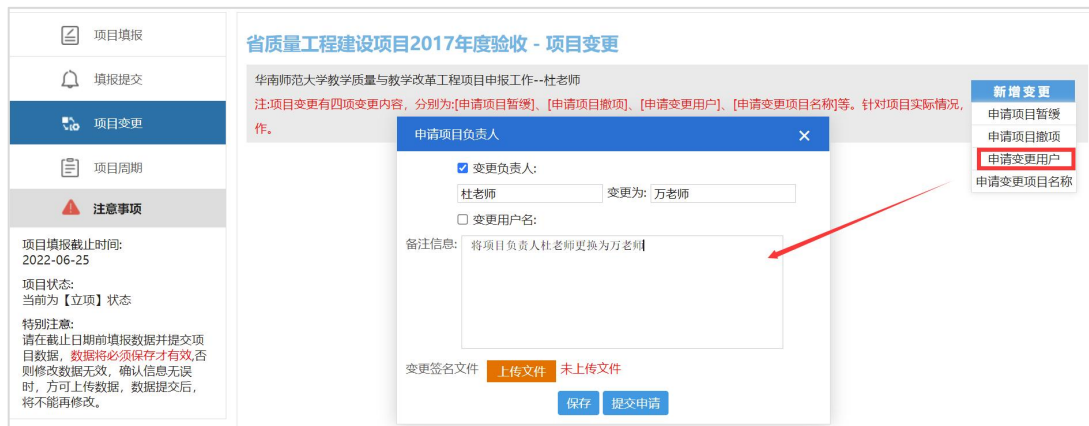 项目填报
填报提交
项目变更
项目周期
注意事项
项目填报截止时间:
2022-06-25
项目状态:
当前为【立项】状态
特别注意:
请在截止日期前填报数据并提交项
目数据，数据将必须保存才有效,否
则修改数据无效，确认信息无误
时，方可上传数据，数据提交后，
将不能再修改。
省质量工程建设项目2017年度验收 - 项目变更
华南师范大学教学质量与教学改革工程项目申报工作--杜老师
注:项目变更有四项变更内容，分别为:[申请项目暂缓]、[申请项目撤项]、[申请变更用户]、[申请变更项目名称]等。针对项目实际情况,
作。
新增变更
申请项目暂缓
申请项目撤项
申请变更用户
申请变更项目名称
申请项目负责人 ×
变更负责人:
杜老师 变更为: 万老师
变更用户名:
备注信息: 将项目负责人杜老师更换为万老师
变更签名文件 上传文件 未上传文件
保存 提交申请